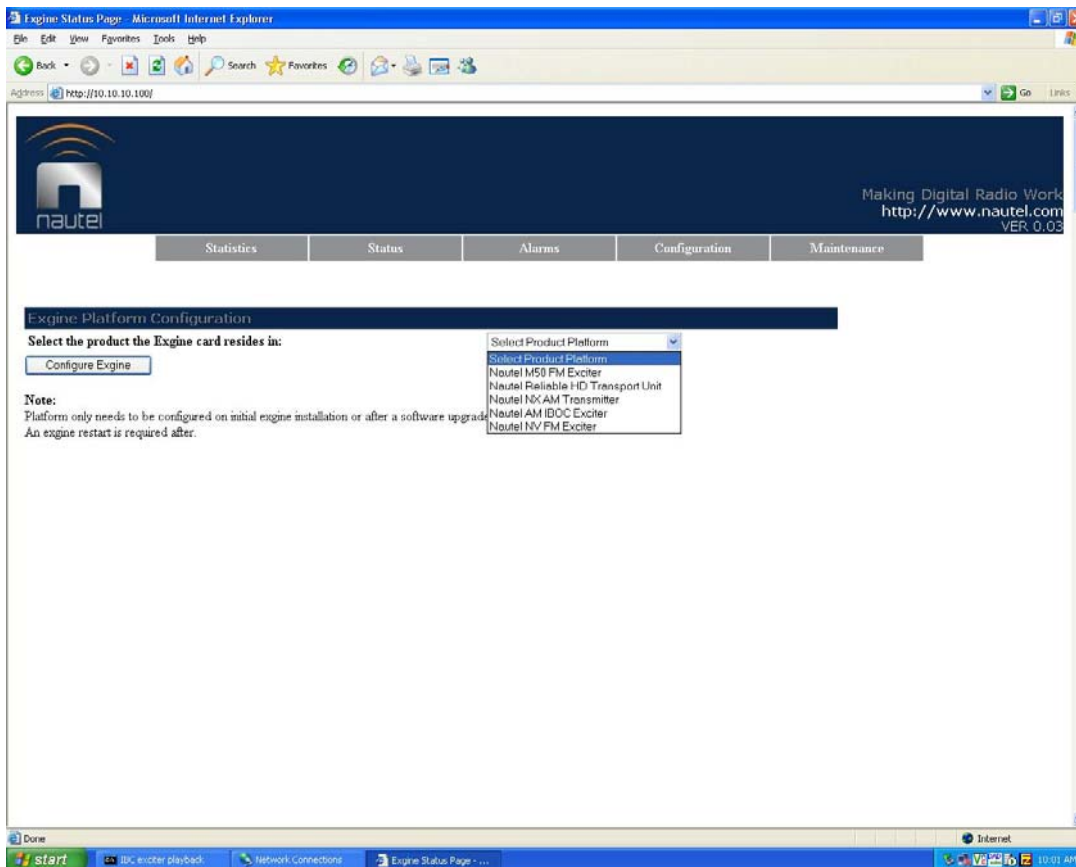 Exgine Status Page - Microsoft Internet Explorer
File Edit View Favorites Tools Help
Back Search Favorites
Address http://10.10.10.100/ Go Links
nautel
Making Digital Radio Work
http://www.nautel.com
VER 0.03
Statistics Status Alarms Configuration Maintenance
Exgine Platform Configuration
Select the product the Exgine card resides in: Select Product Platform
Configure Exgine
Select Product Platform
Nautel M50 FM Exciter
Nautel Reliable HD Transport Unit
Nautel NX AM Transmitter
Nautel AM IBOC Exciter
Nautel NV FM Exciter
Note:
Platform only needs to be configured on initial exgine installation or after a software upgrade
An exgine restart is required after.
Done Internet
start IBC exciter playback Network Connections Exgine Status Page - ... 10:01 AM